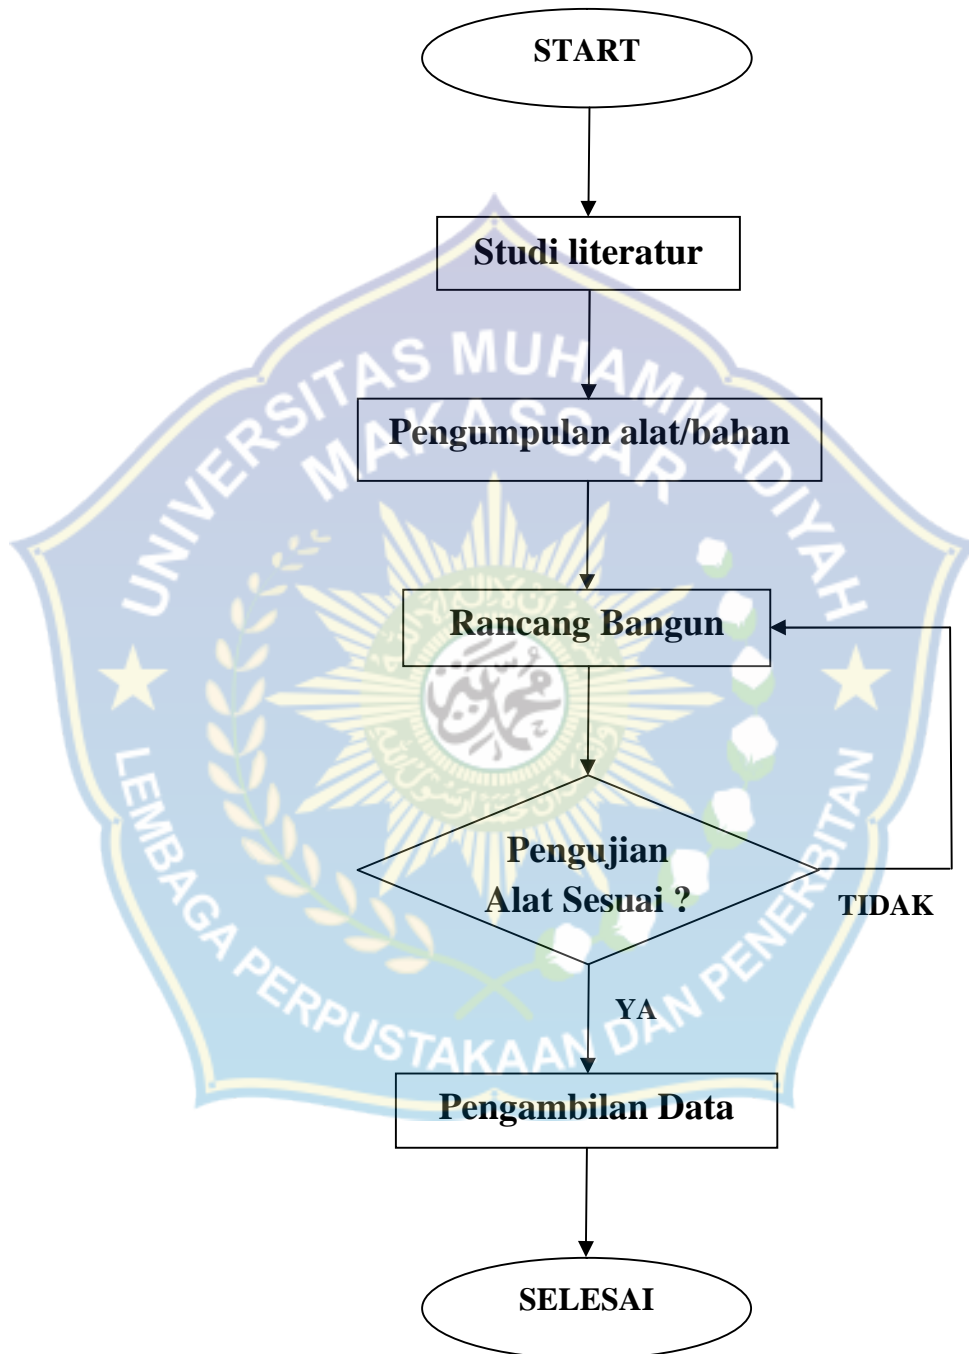 START
Studi literatur
UNIVERSITAS MUHAMMADIYAH
MAKASSAR
Pengumpulan alat/bahan
Rancang Bangun
محمد
Pengujian
Alat Sesuai ?
TIDAK
YA
LEMBAGA PERPUSTAKAAN DAN PENERBITAN
Pengambilan Data
SELESAI